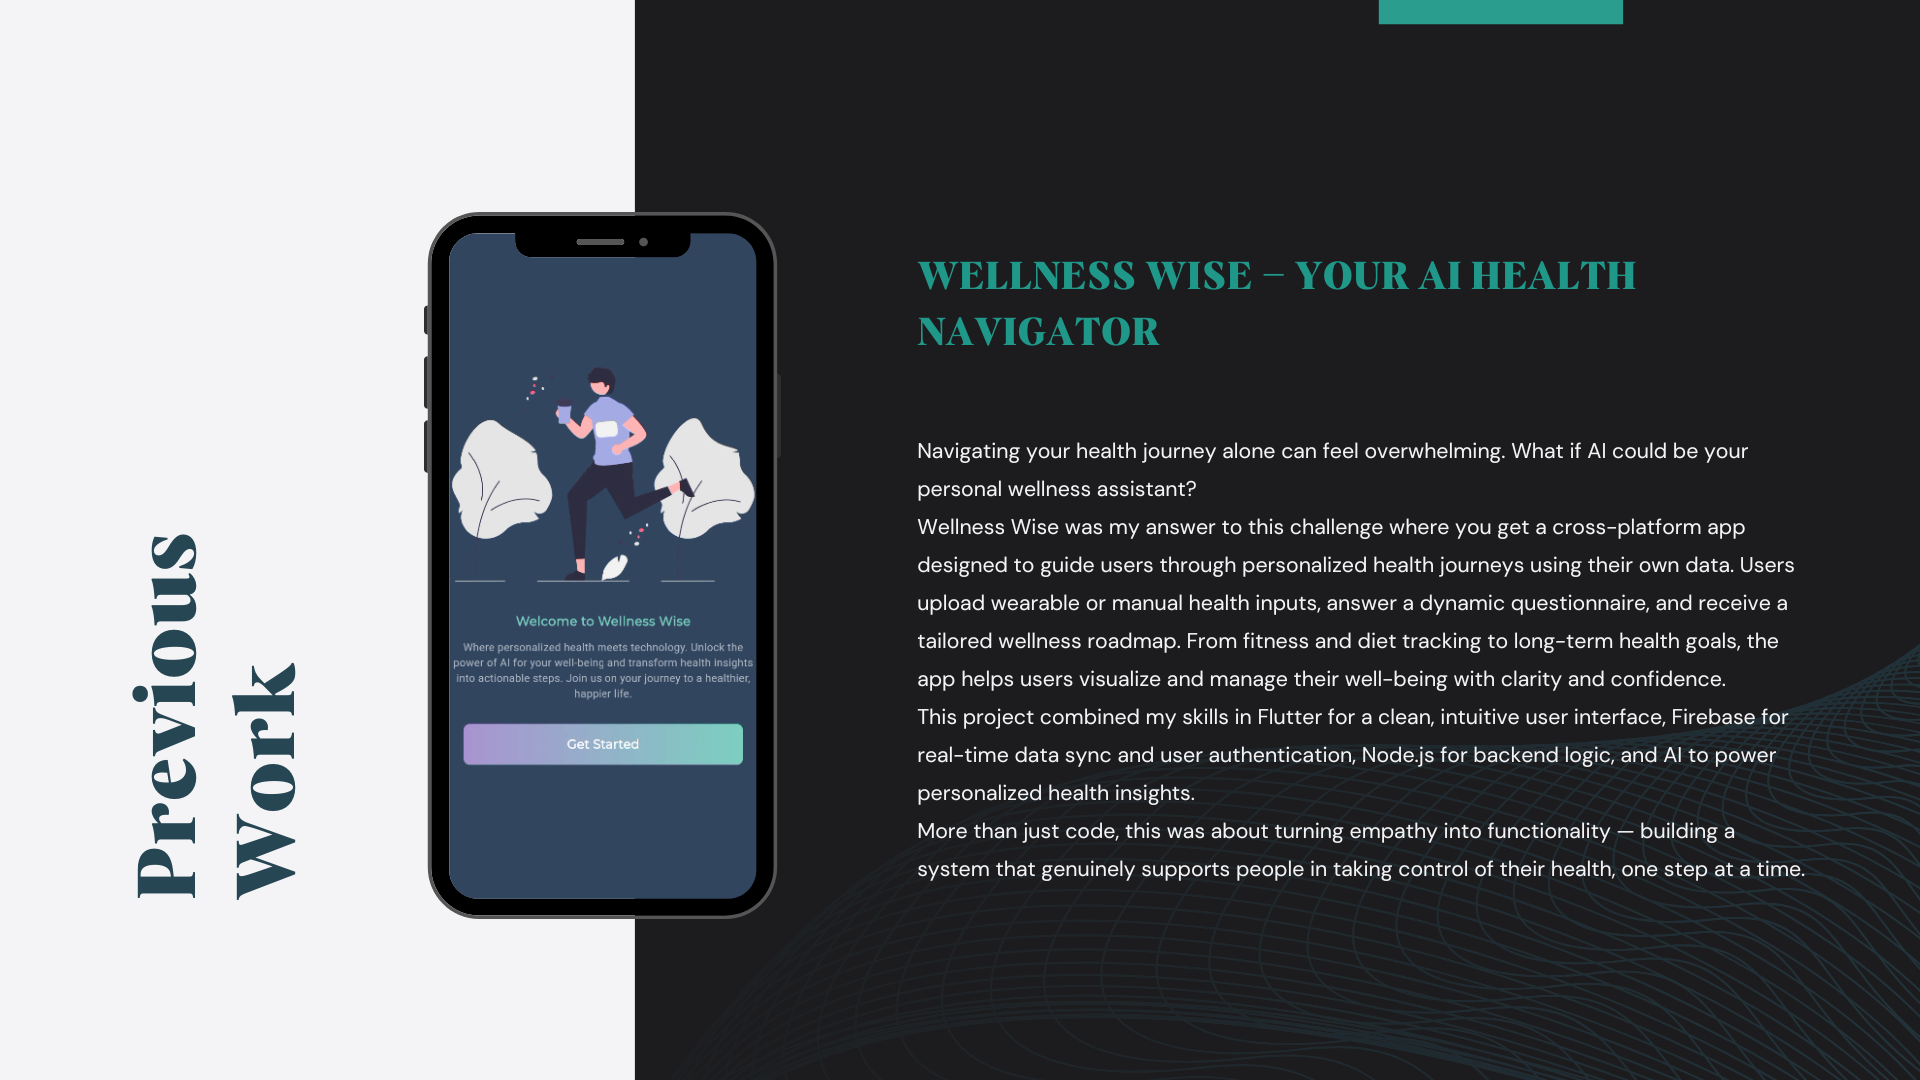 Previous
Work
Welcome to Wellness Wise
Where personalized health meets technology. Unlock the
power of AI for your well-being and transform health insights
into actionable steps. Join us on your journey to a healthier,
happier life.
Get Started
WELLNESS WISE – YOUR AI HEALTH
NAVIGATOR
Navigating your health journey alone can feel overwhelming. What if AI could be your
personal wellness assistant?
Wellness Wise was my answer to this challenge where you get a cross-platform app
designed to guide users through personalized health journeys using their own data. Users
upload wearable or manual health inputs, answer a dynamic questionnaire, and receive a
tailored wellness roadmap. From fitness and diet tracking to long-term health goals, the
app helps users visualize and manage their well-being with clarity and confidence.
This project combined my skills in Flutter for a clean, intuitive user interface, Firebase for
real-time data sync and user authentication, Node.js for backend logic, and AI to power
personalized health insights.
More than just code, this was about turning empathy into functionality — building a
system that genuinely supports people in taking control of their health, one step at a time.